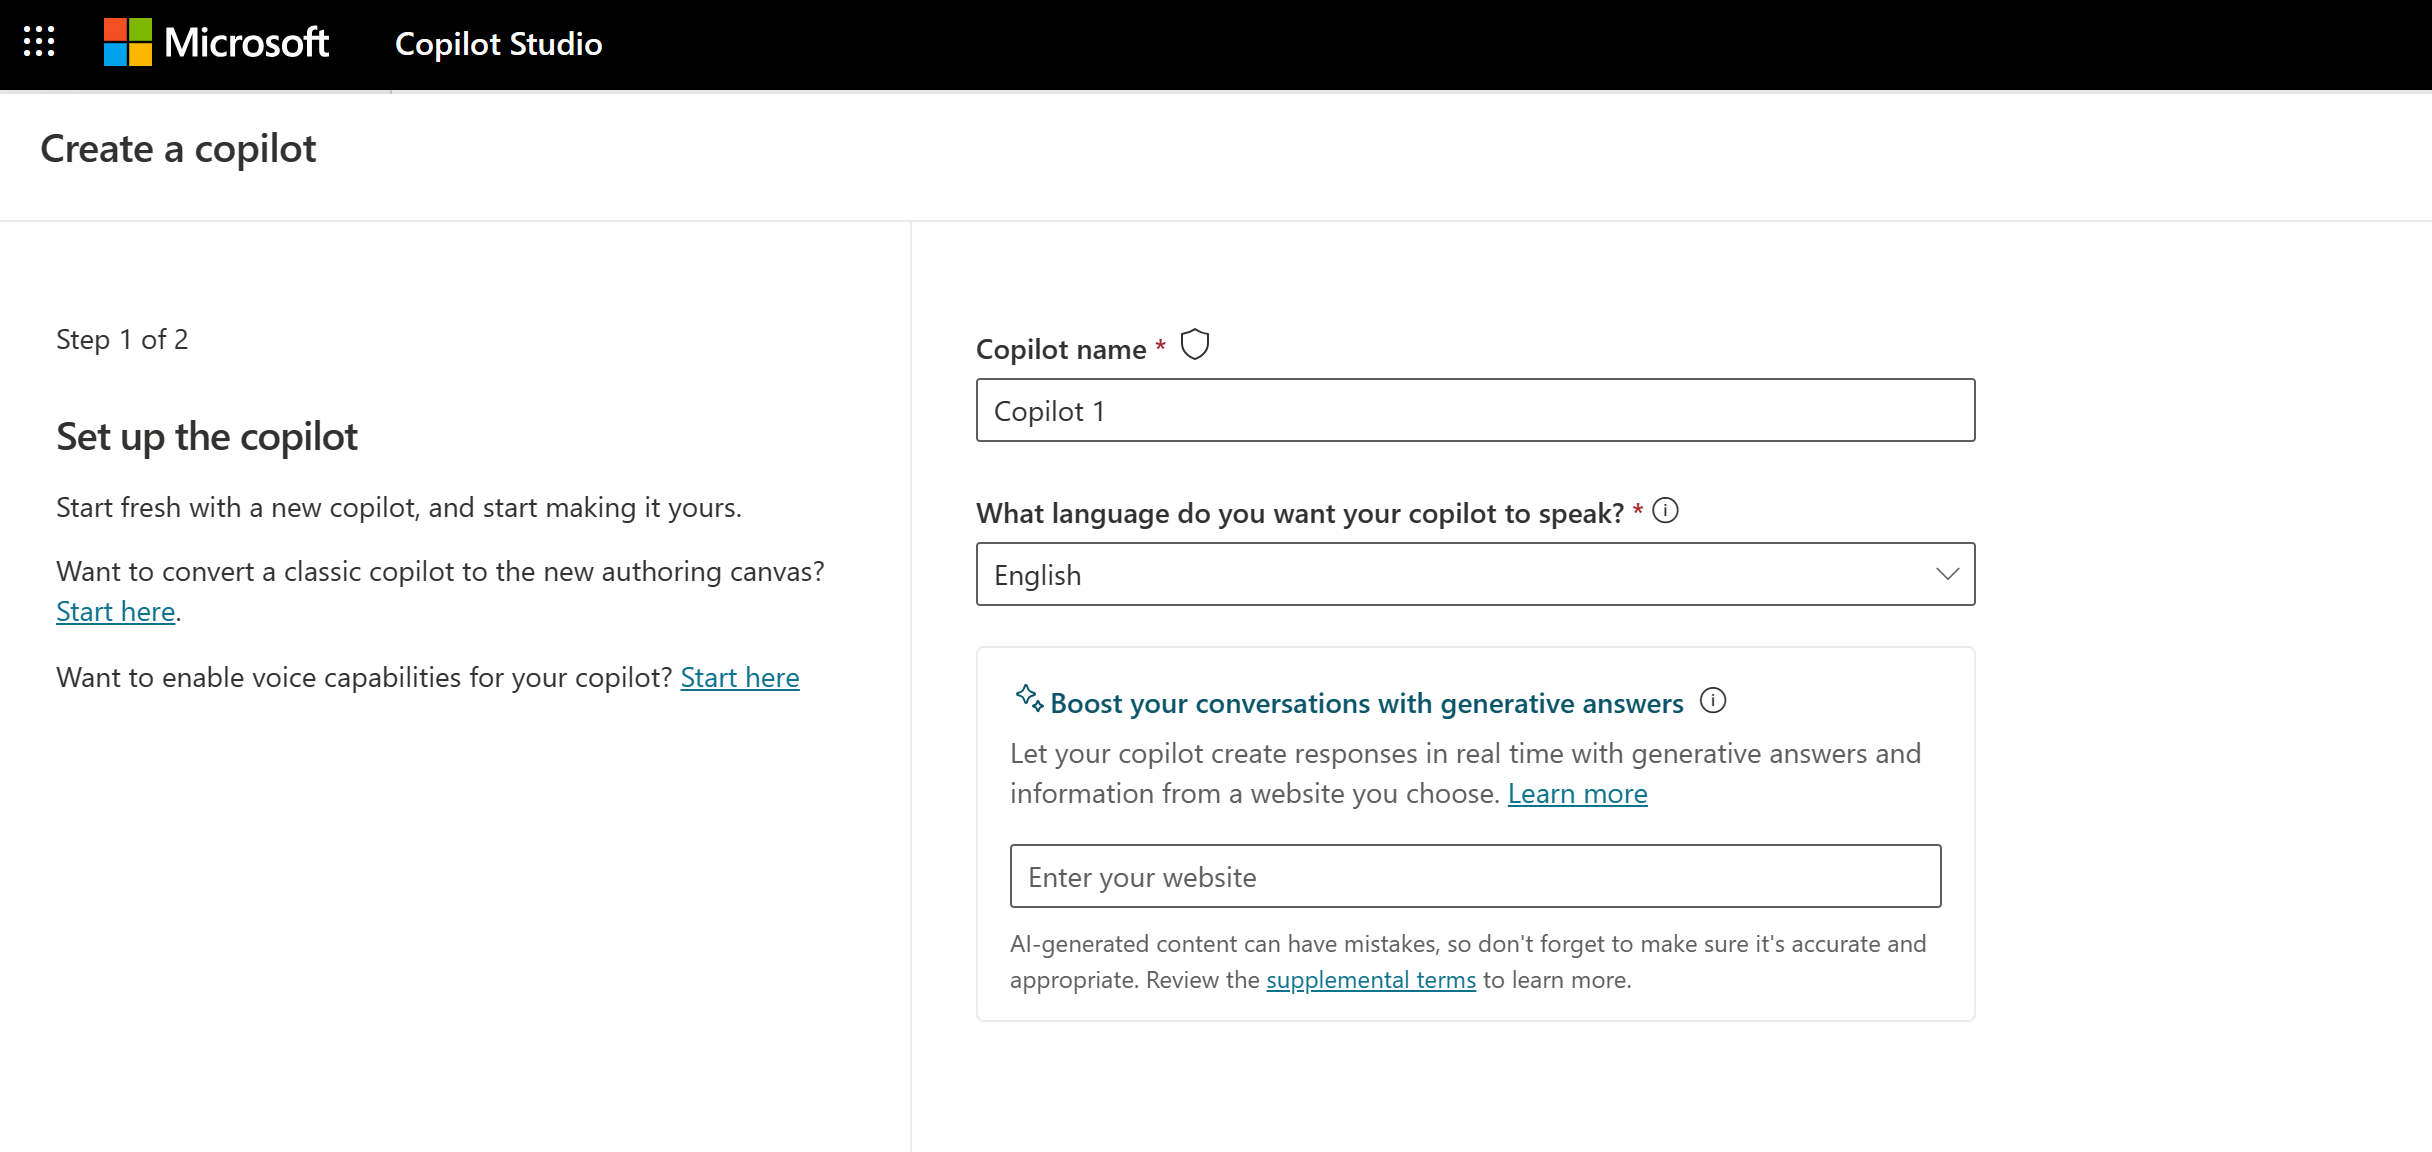 Microsoft
Copilot Studio
Create a copilot
Step 1 of 2
Set up the copilot
Start fresh with a new copilot, and start making it yours.
Want to convert a classic copilot to the new authoring canvas?
Start here.
Want to enable voice capabilities for your copilot? Start here
Copilot name *
Copilot 1
What language do you want your copilot to speak? *
English
Boost your conversations with generative answers
Let your copilot create responses in real time with generative answers and
information from a website you choose. Learn more
Enter your website
AI-generated content can have mistakes, so don't forget to make sure it's accurate and
appropriate. Review the supplemental terms to learn more.